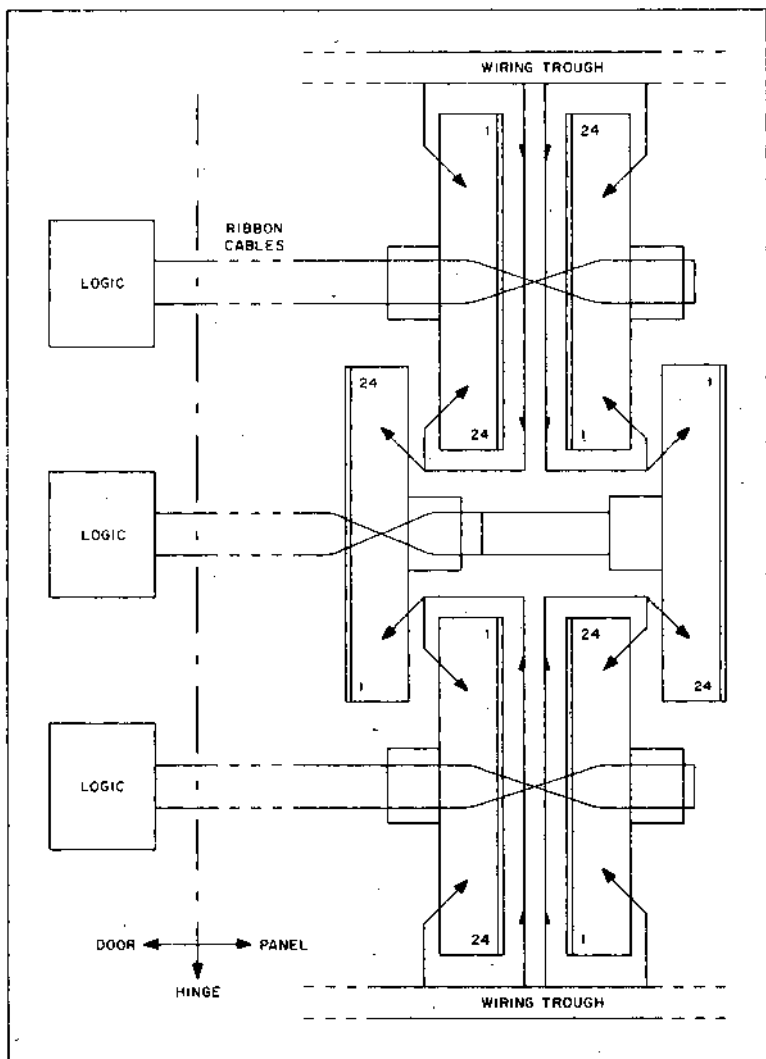 WIRING TROUGH
1 24
RIBBON
CABLES
LOGIC
24 1
24 1
LOGIC
1 24
1 24
LOGIC
24 1
DOOR PANEL
HINGE
WIRING TROUGH